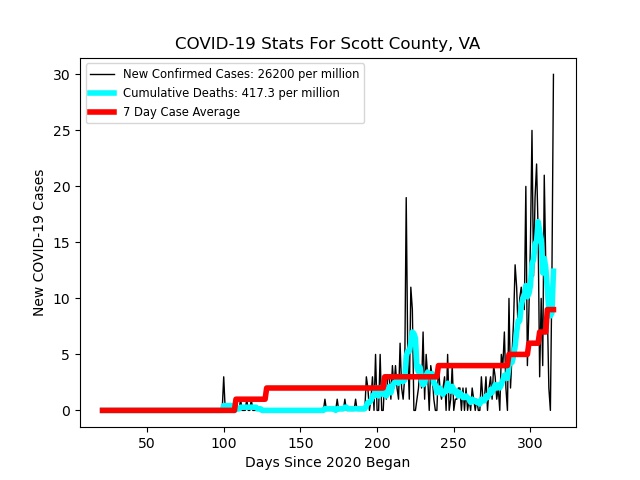 COVID-19 Stats For Scott County, VA
New Confirmed Cases: 26200 per million
Cumulative Deaths: 417.3 per million
7 Day Case Average
30
25
20
15
10
5
0
New COVID-19 Cases
50 100 150 200 250 300
Days Since 2020 Began